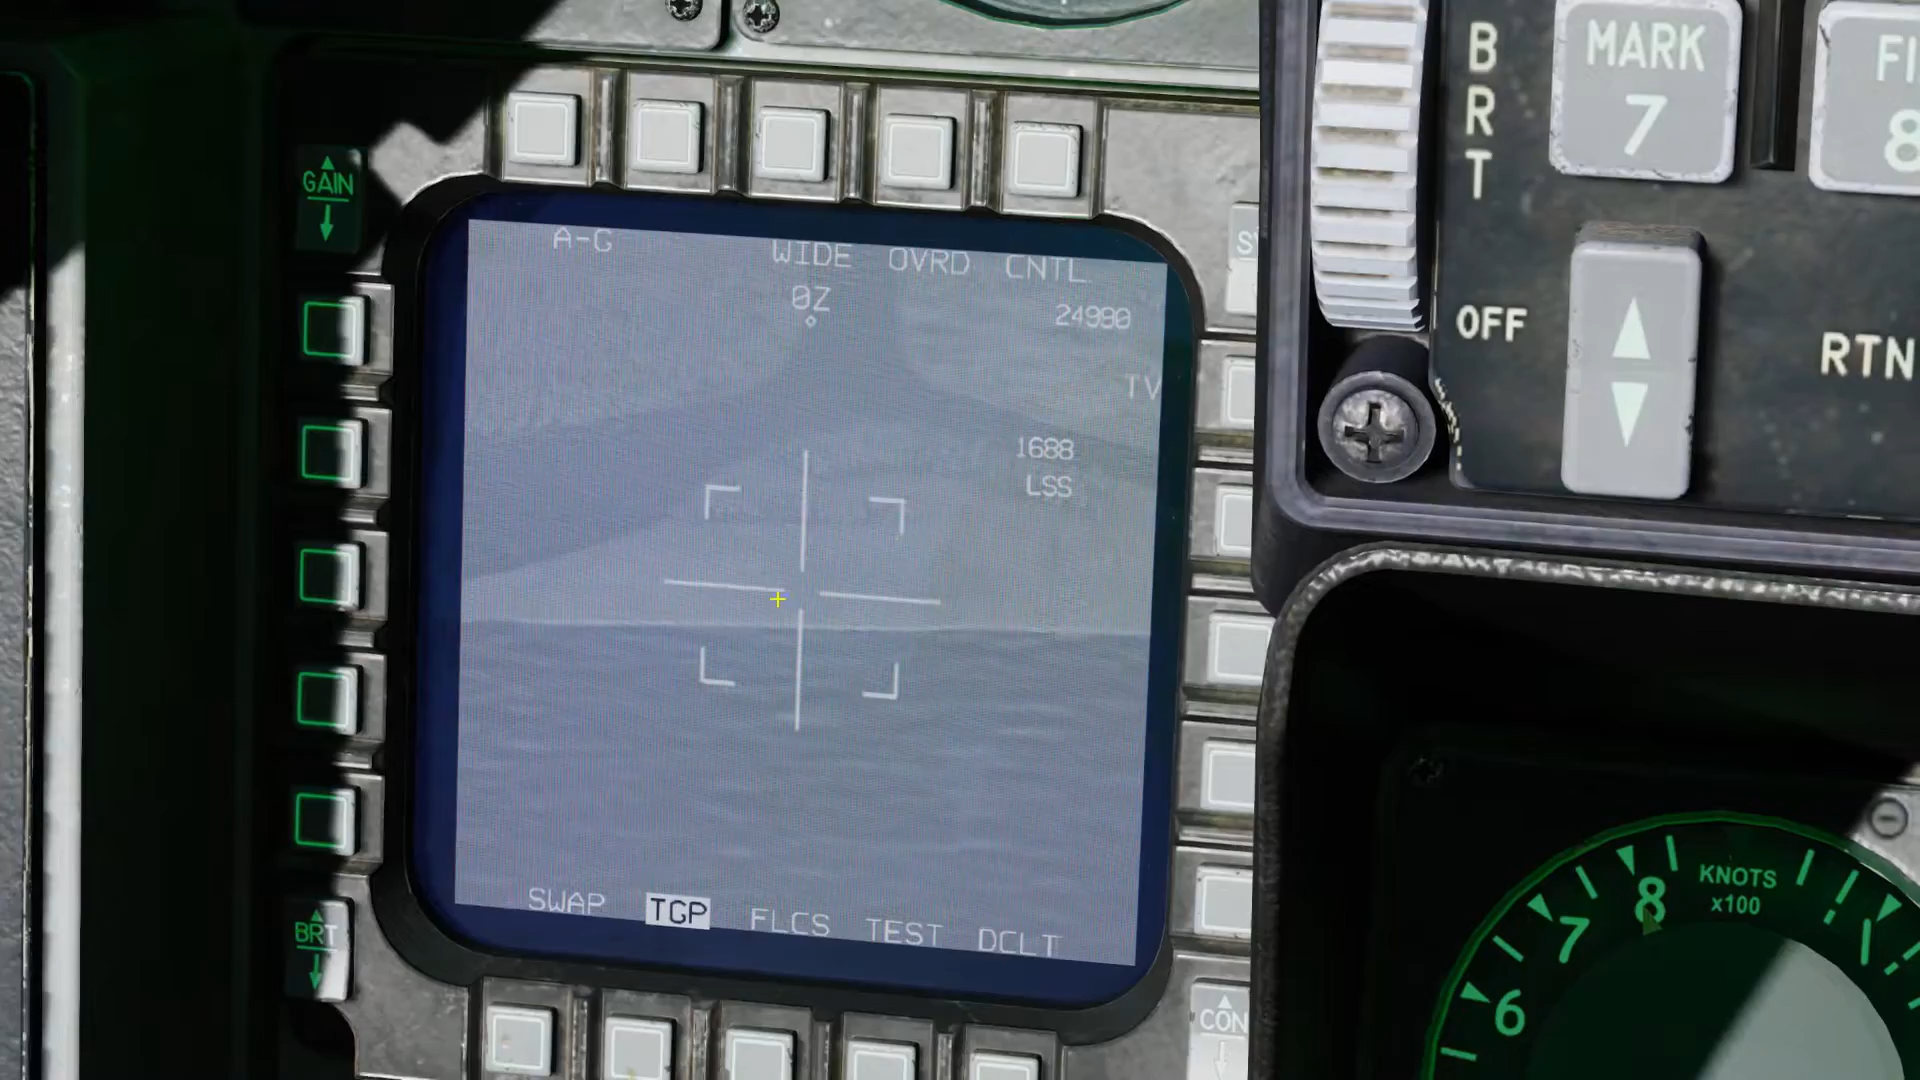 GAIN
A-G WIDE OVRD CNTL
0Z
24980
TV
1688
LSS
SWAP TGP FLCS TEST DCLT
BRT
BRT
MARK
7
8
OFF
RTN
KNOTS
x100
8
7
6